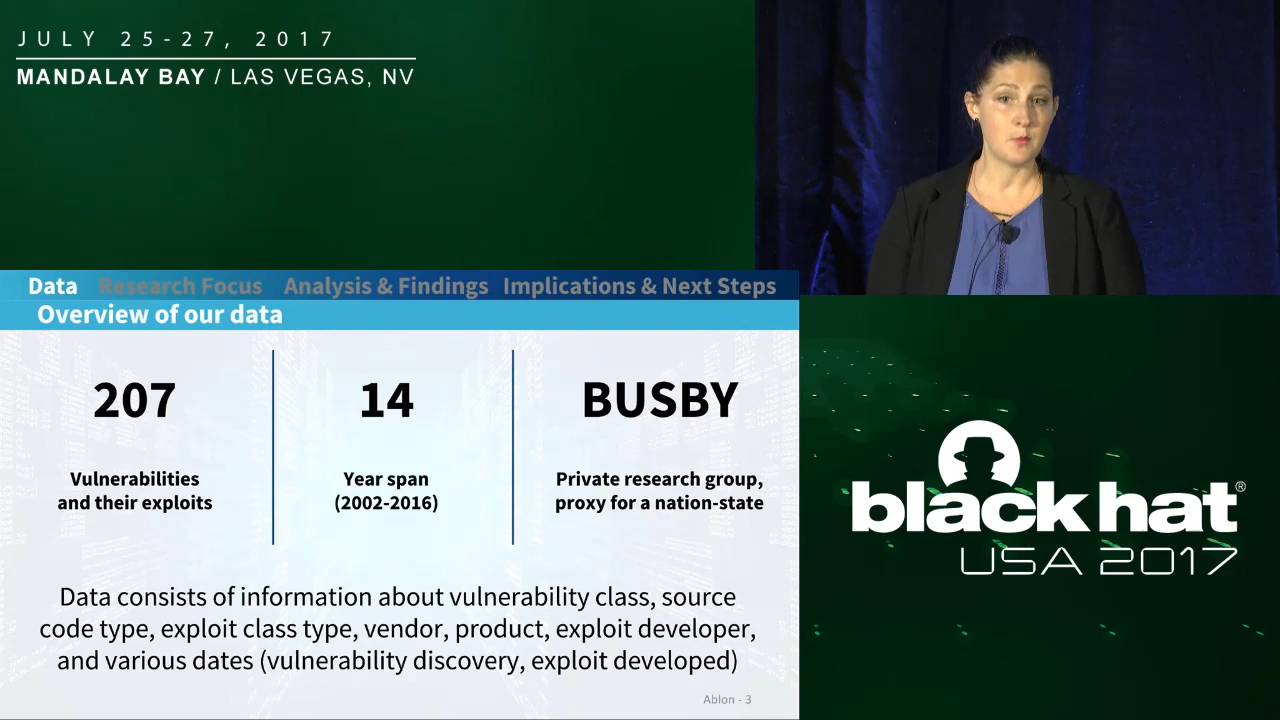 JULY 25-27, 2017
MANDALAY BAY / LAS VEGAS, NV
Data Research Focus Analysis & Findings Implications & Next Steps
Overview of our data
207
Vulnerabilities
and their exploits
14
Year span
(2002-2016)
BUSBY
Private research group,
proxy for a nation-state
Data consists of information about vulnerability class, source
code type, exploit class type, vendor, product, exploit developer,
and various dates (vulnerability discovery, exploit developed)
Ablon - 3
black hat®
USA 2017